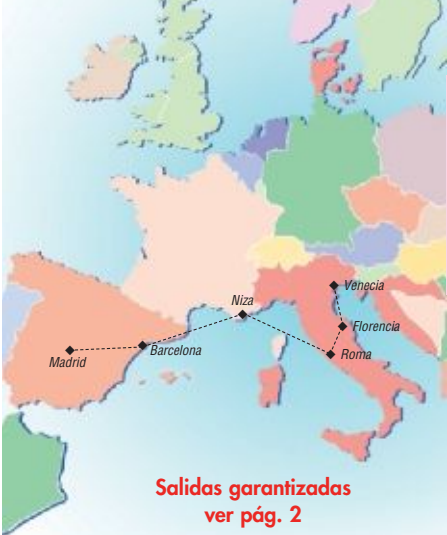 Venecia
Niza
Florencia
Barcelona
Roma
Madrid
Salidas garantizadas
ver pág. 2